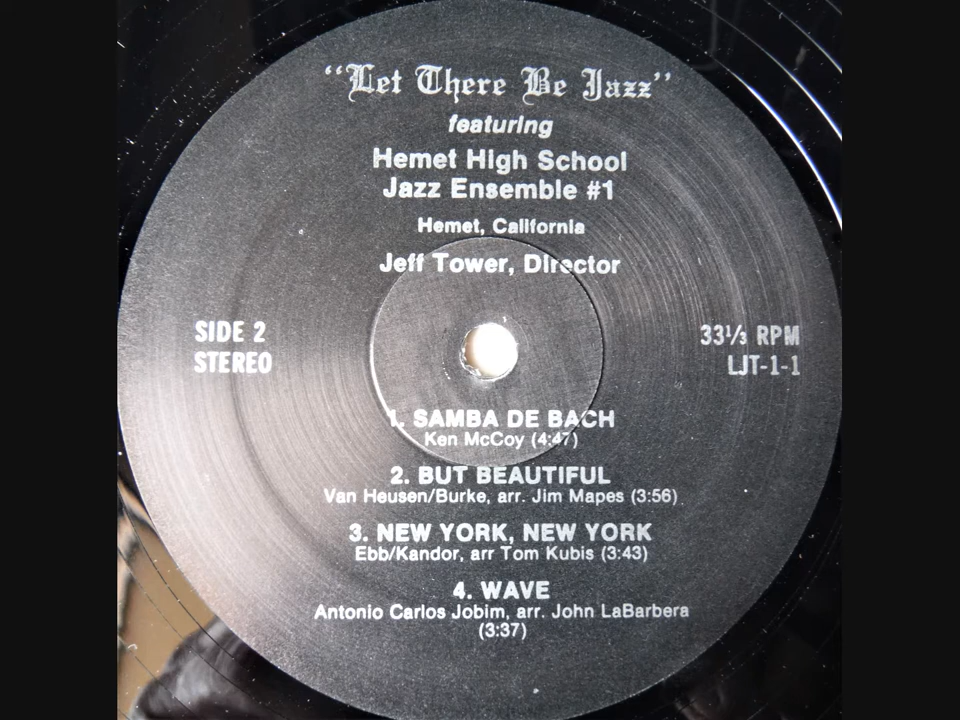 "Let There Be Jazz"
featuring
Hemet High School
Jazz Ensemble #1
Hemet, California
Jeff Tower, Director
SIDE 2
STEREO
33⅓ RPM
LJT-1-1
1. SAMBA DE BACH
Ken McCoy (4:47)
2. BUT BEAUTIFUL
Van Heusen/Burke, arr. Jim Mapes (3:56)
3. NEW YORK, NEW YORK
Ebb/Kandor, arr Tom Kubis (3:43)
4. WAVE
Antonio Carlos Jobim, arr. John LaBarbera
(3:37)